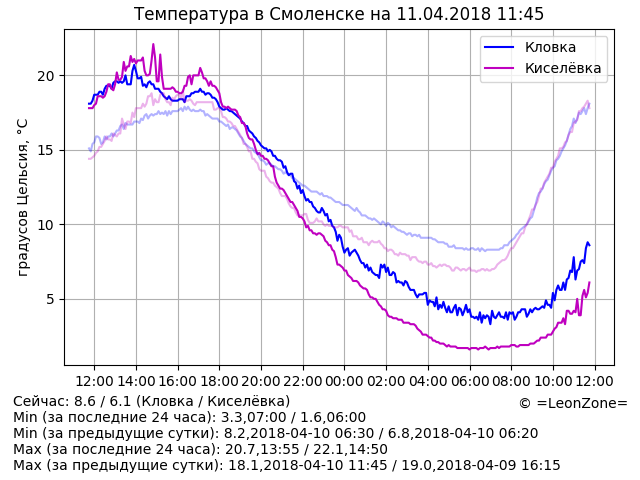 Температура в Смоленске на 11.04.2018 11:45
Кловка
Киселёвка
градусов Цельсия, °C
20
15
10
5
12:00 14:00 16:00 18:00 20:00 22:00 00:00 02:00 04:00 06:00 08:00 10:00 12:00
Сейчас: 8.6 / 6.1 (Кловка / Киселёвка)
© =LeonZone=
Min (за последние 24 часа): 3.3,07:00 / 1.6,06:00
Min (за предыдущие сутки): 8.2,2018-04-10 06:30 / 6.8,2018-04-10 06:20
Max (за последние 24 часа): 20.7,13:55 / 22.1,14:50
Max (за предыдущие сутки): 18.1,2018-04-10 11:45 / 19.0,2018-04-09 16:15